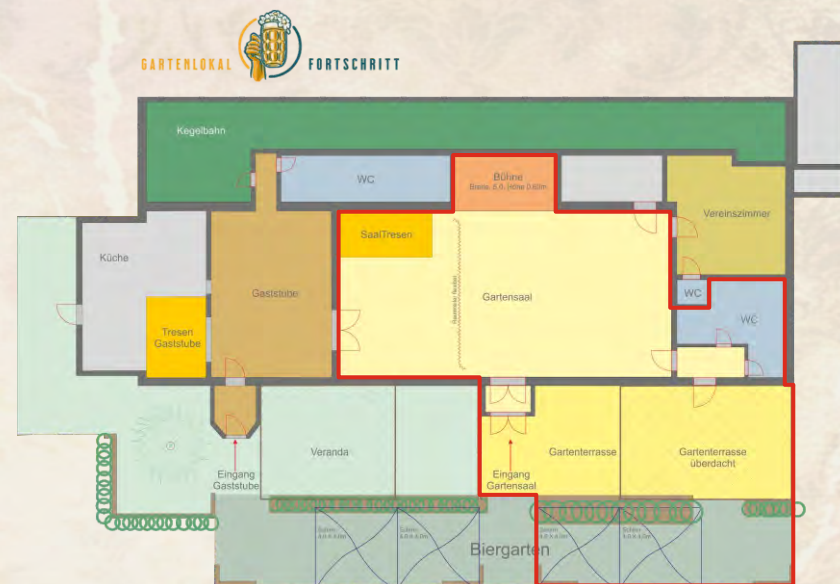 GARTENLOKAL FORTSCHRITT
Kegelbahn
WC
Bühne
Vereinszimmer
SaalTresen
Küche
Gaststube
Gartensaal
WC
WC
Tresen
Gaststube
Veranda
Gartenterrasse
Gartenterrasse
überdacht
Eingang
Gaststube
Eingang
Gartensaal
Biergarten